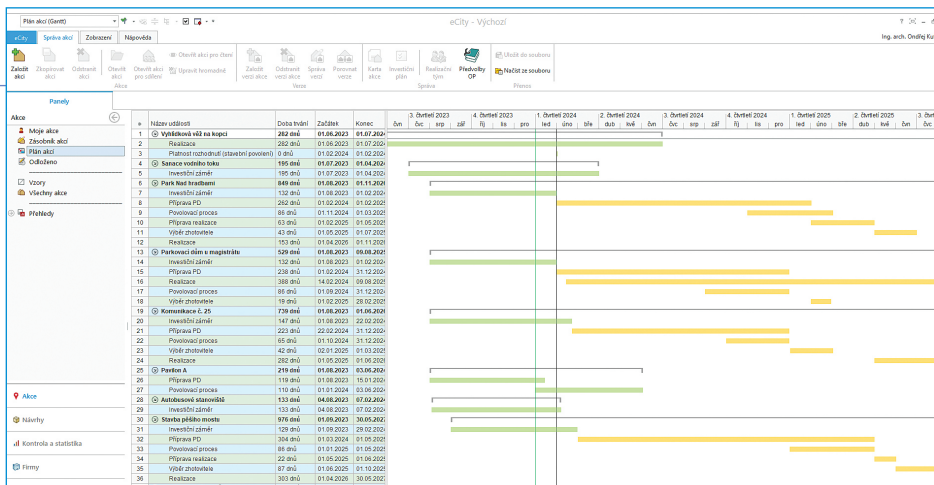 Plán akcí (Gantt)
eCity - Výchozí
eCity Správa akcí Zobrazení Nápověda
Ing. arch. Ondřej Ku
Založit akci
Zkopírovat akci
Odstranit akci
Otevřít akci
Otevřít akci pro sdílení
Otevřít akci pro čtení
Upravit hromadně
Akce
Založit verzi akce
Odstranit verzi akce
Správa verzí
Porovnat verze
Verze
Karta akce
Investiční plán
Realizační tým
Předvolby OP
Správa
Uložit do souboru
Načíst ze souboru
Přenos
Panely
Akce
Moje akce
Zásobník akcí
Plán akcí
Odloženo
Vzory
Všechny akce
Přehledy
Akce
Návrhy
Kontrola a statistika
Firmy
Název události Doba trvání Začátek Konec
3. čtvrtletí 2023 4. čtvrtletí 2023 1. čtvrtletí 2024 2. čtvrtletí 2024 3. čtvrtletí 2024 4. čtvrtletí 2024 1. čtvrtletí 2025 2. čtvrtletí 2025 3. čtvrt
čvn čvc srp zář říj lis pro led úno bře dub kvě čvn čvc srp zář říj lis pro led úno bře dub kvě čvn čvc
1 Vyhlídková věž na kopci 282 dnů 01.06.2023 01.07.2024
2 Realizace 282 dnů 01.06.2023 01.07.2024
3 Platnost rozhodnutí (stavební povolení) 0 dnů 01.02.2024 01.02.2024
4 Sanace vodního toku 195 dnů 01.07.2023 01.04.2024
5 Investiční záměr 195 dnů 01.07.2023 01.04.2024
6 Park Nad hradbami 849 dnů 01.08.2023 01.11.2026
7 Investiční záměr 132 dnů 01.08.2023 01.02.2024
8 Příprava PD 262 dnů 01.02.2024 01.02.2025
9 Povolovací proces 86 dnů 01.11.2024 01.03.2025
10 Příprava realizace 63 dnů 01.02.2025 01.05.2025
11 Výběr zhotovitele 43 dnů 01.05.2025 01.07.2025
12 Realizace 153 dnů 01.04.2026 01.11.2026
13 Parkovací dům u magistrátu 529 dnů 01.08.2023 09.08.2025
14 Investiční záměr 132 dnů 01.08.2023 01.02.2024
15 Příprava PD 238 dnů 01.02.2024 31.12.2024
16 Realizace 388 dnů 14.02.2024 09.08.2025
17 Povolovací proces 86 dnů 01.09.2024 31.12.2024
18 Výběr zhotovitele 19 dnů 01.02.2025 28.02.2025
19 Komunikace č. 25 739 dnů 01.08.2023 01.06.2026
20 Investiční záměr 147 dnů 01.08.2023 22.02.2024
21 Příprava PD 223 dnů 22.02.2024 31.12.2024
22 Povolovací proces 65 dnů 01.10.2024 31.12.2024
23 Výběr zhotovitele 42 dnů 02.01.2025 01.03.2025
24 Realizace 282 dnů 01.05.2025 01.06.2026
25 Pavilon A 219 dnů 01.08.2023 03.06.2024
26 Příprava PD 119 dnů 01.08.2023 15.01.2024
27 Povolovací proces 110 dnů 01.01.2024 03.06.2024
28 Autobusové stanoviště 133 dnů 04.08.2023 07.02.2024
29 Investiční záměr 133 dnů 04.08.2023 07.02.2024
30 Stavba pěšího mostu 976 dnů 01.09.2023 30.05.2027
31 Investiční záměr 129 dnů 01.09.2023 29.02.2024
32 Příprava PD 304 dnů 01.03.2024 01.05.2025
33 Povolovací proces 86 dnů 01.01.2025 01.05.2025
34 Příprava realizace 22 dnů 01.05.2025 01.06.2025
35 Výběr zhotovitele 87 dnů 01.06.2025 01.10.2025
36 Realizace 303 dnů 01.04.2026 30.05.2027